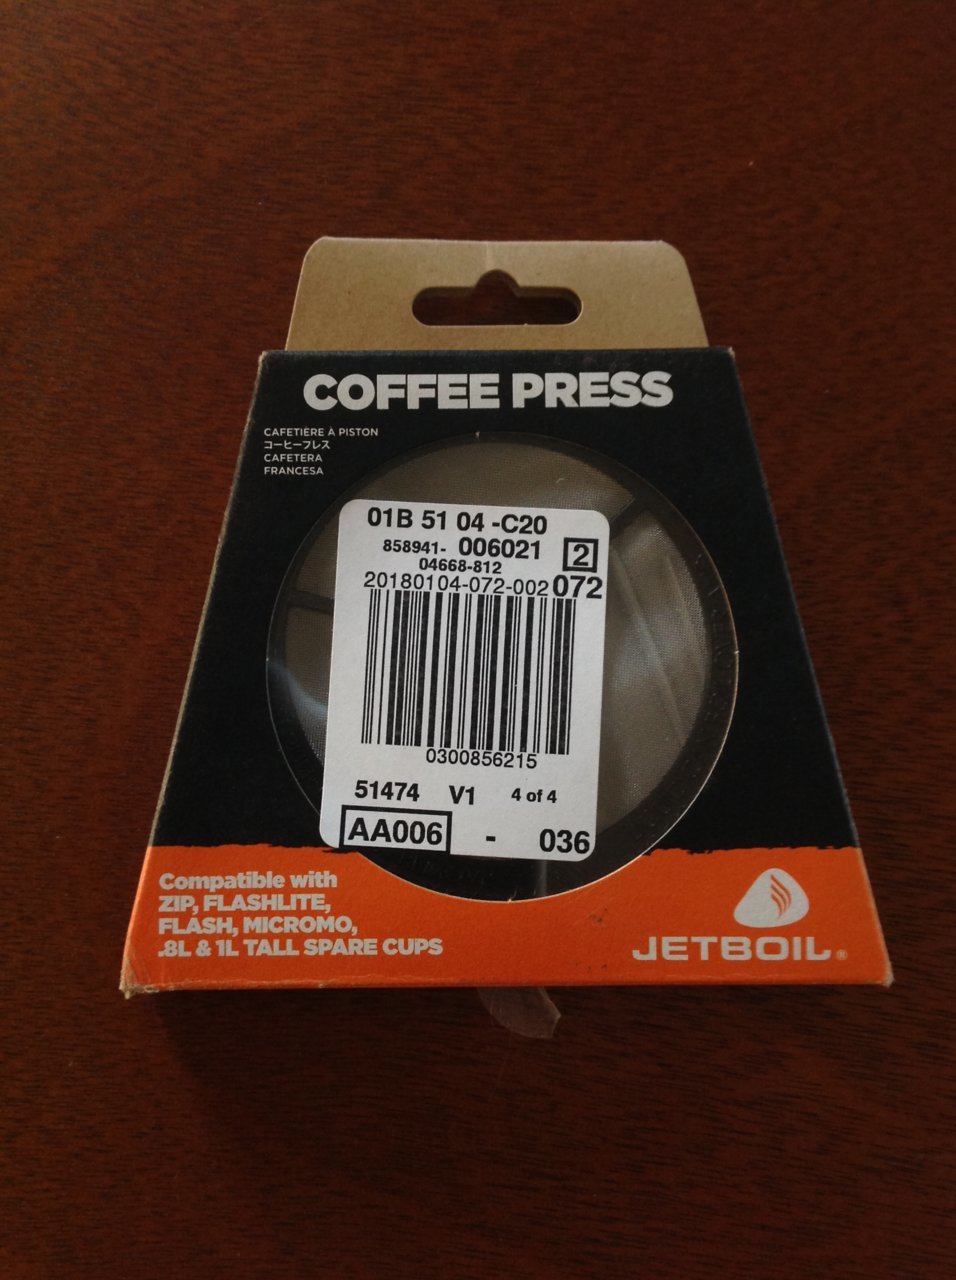 COFFEE PRESS
CAFETIÈRE À PISTON
コーヒープレス
CAFETERA
FRANCESA
01B 51 04 -C20
858941- 006021 2
04668-812
20180104-072-002 072
0300856215
51474 V1 4 of 4
AA006 - 036
Compatible with
ZIP, FLASHLITE,
FLASH, MICROMO,
.8L & 1L TALL SPARE CUPS
JETBOIL®